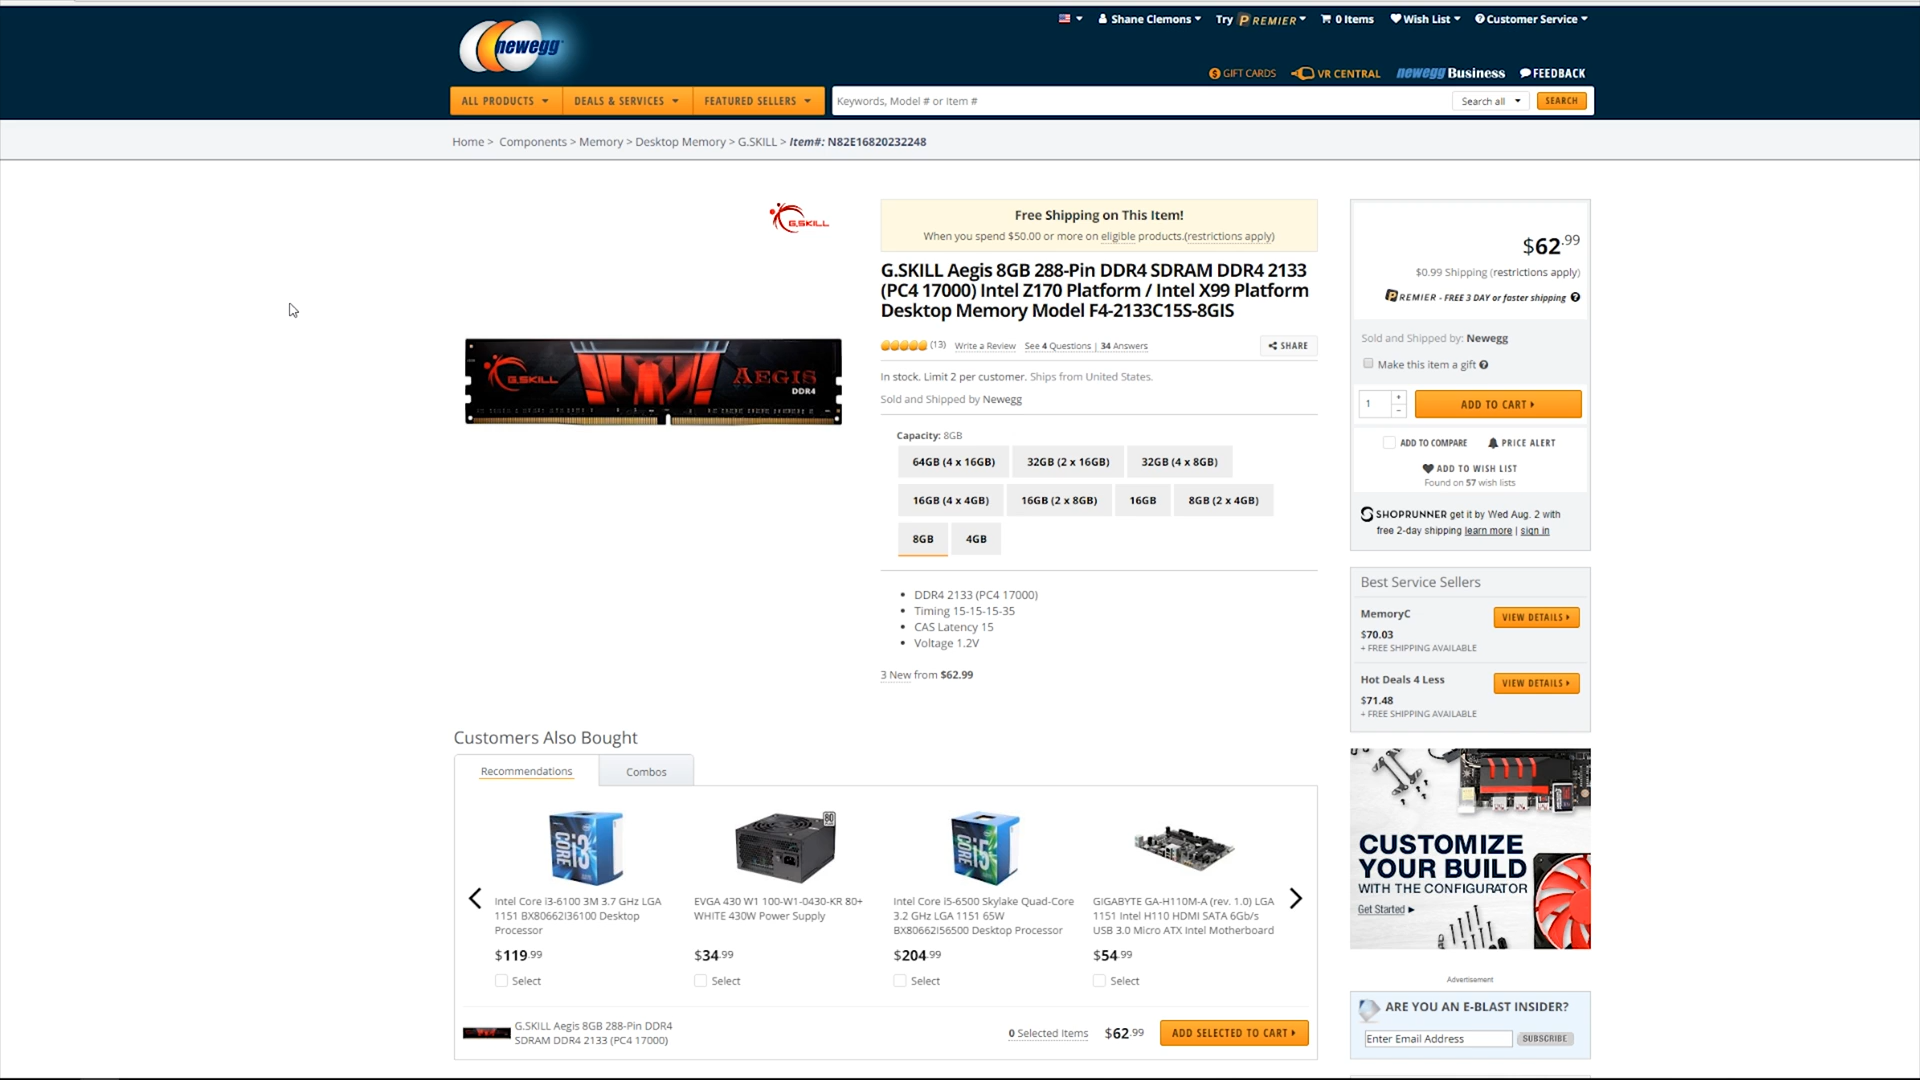 Shane Clemons
Try PREMIER
0 Items
Wish List
Customer Service
newegg
GIFT CARDS
VR CENTRAL
newegg Business
FEEDBACK
ALL PRODUCTS
DEALS & SERVICES
FEATURED SELLERS
Keywords, Model # or Item #
Search all
SEARCH
Home > Components > Memory > Desktop Memory > G.SKILL > Item#: N82E16820232248
G.SKILL
G.SKILL
AEGIS
DDR4
Free Shipping on This Item!
When you spend $50.00 or more on eligible products.(restrictions apply)
G.SKILL Aegis 8GB 288-Pin DDR4 SDRAM DDR4 2133
(PC4 17000) Intel Z170 Platform / Intel X99 Platform
Desktop Memory Model F4-2133C15S-8GIS
(13) Write a Review See 4 Questions | 34 Answers
SHARE
In stock. Limit 2 per customer. Ships from United States.
Sold and Shipped by Newegg
Capacity: 8GB
64GB (4 x 16GB) 32GB (2 x 16GB) 32GB (4 x 8GB)
16GB (4 x 4GB) 16GB (2 x 8GB) 16GB 8GB (2 x 4GB)
8GB 4GB
• DDR4 2133 (PC4 17000)
• Timing 15-15-15-35
• CAS Latency 15
• Voltage 1.2V
3 New from $62.99
$62.99
$0.99 Shipping (restrictions apply)
PREMIER - FREE 3 DAY or faster shipping
Sold and Shipped by: Newegg
Make this item a gift
1
+
-
ADD TO CART
ADD TO COMPARE
PRICE ALERT
ADD TO WISH LIST
Found on 57 wish lists
SHOPRUNNER get it by Wed Aug. 2 with
free 2-day shipping learn more | sign in
Best Service Sellers
MemoryC
$70.03
+ FREE SHIPPING AVAILABLE
VIEW DETAILS
Hot Deals 4 Less
$71.48
+ FREE SHIPPING AVAILABLE
VIEW DETAILS
CUSTOMIZE
YOUR BUILD
WITH THE CONFIGURATOR
Get Started
Advertisement
ARE YOU AN E-BLAST INSIDER?
Enter Email Address
SUBSCRIBE
Customers Also Bought
Recommendations
Combos
CORE i3
Intel Core i3-6100 3M 3.7 GHz LGA
1151 BX80662I36100 Desktop
Processor
$119.99
Select
80
EVGA 430 W1 100-W1-0430-KR 80+
WHITE 430W Power Supply
$34.99
Select
CORE i5
Intel Core i5-6500 Skylake Quad-Core
3.2 GHz LGA 1151 65W
BX80662I56500 Desktop Processor
$204.99
Select
GIGABYTE GA-H110M-A (rev. 1.0) LGA
1151 Intel H110 HDMI SATA 6Gb/s
USB 3.0 Micro ATX Intel Motherboard
$54.99
Select
G.SKILL Aegis 8GB 288-Pin DDR4
SDRAM DDR4 2133 (PC4 17000)
0 Selected Items
$62.99
ADD SELECTED TO CART